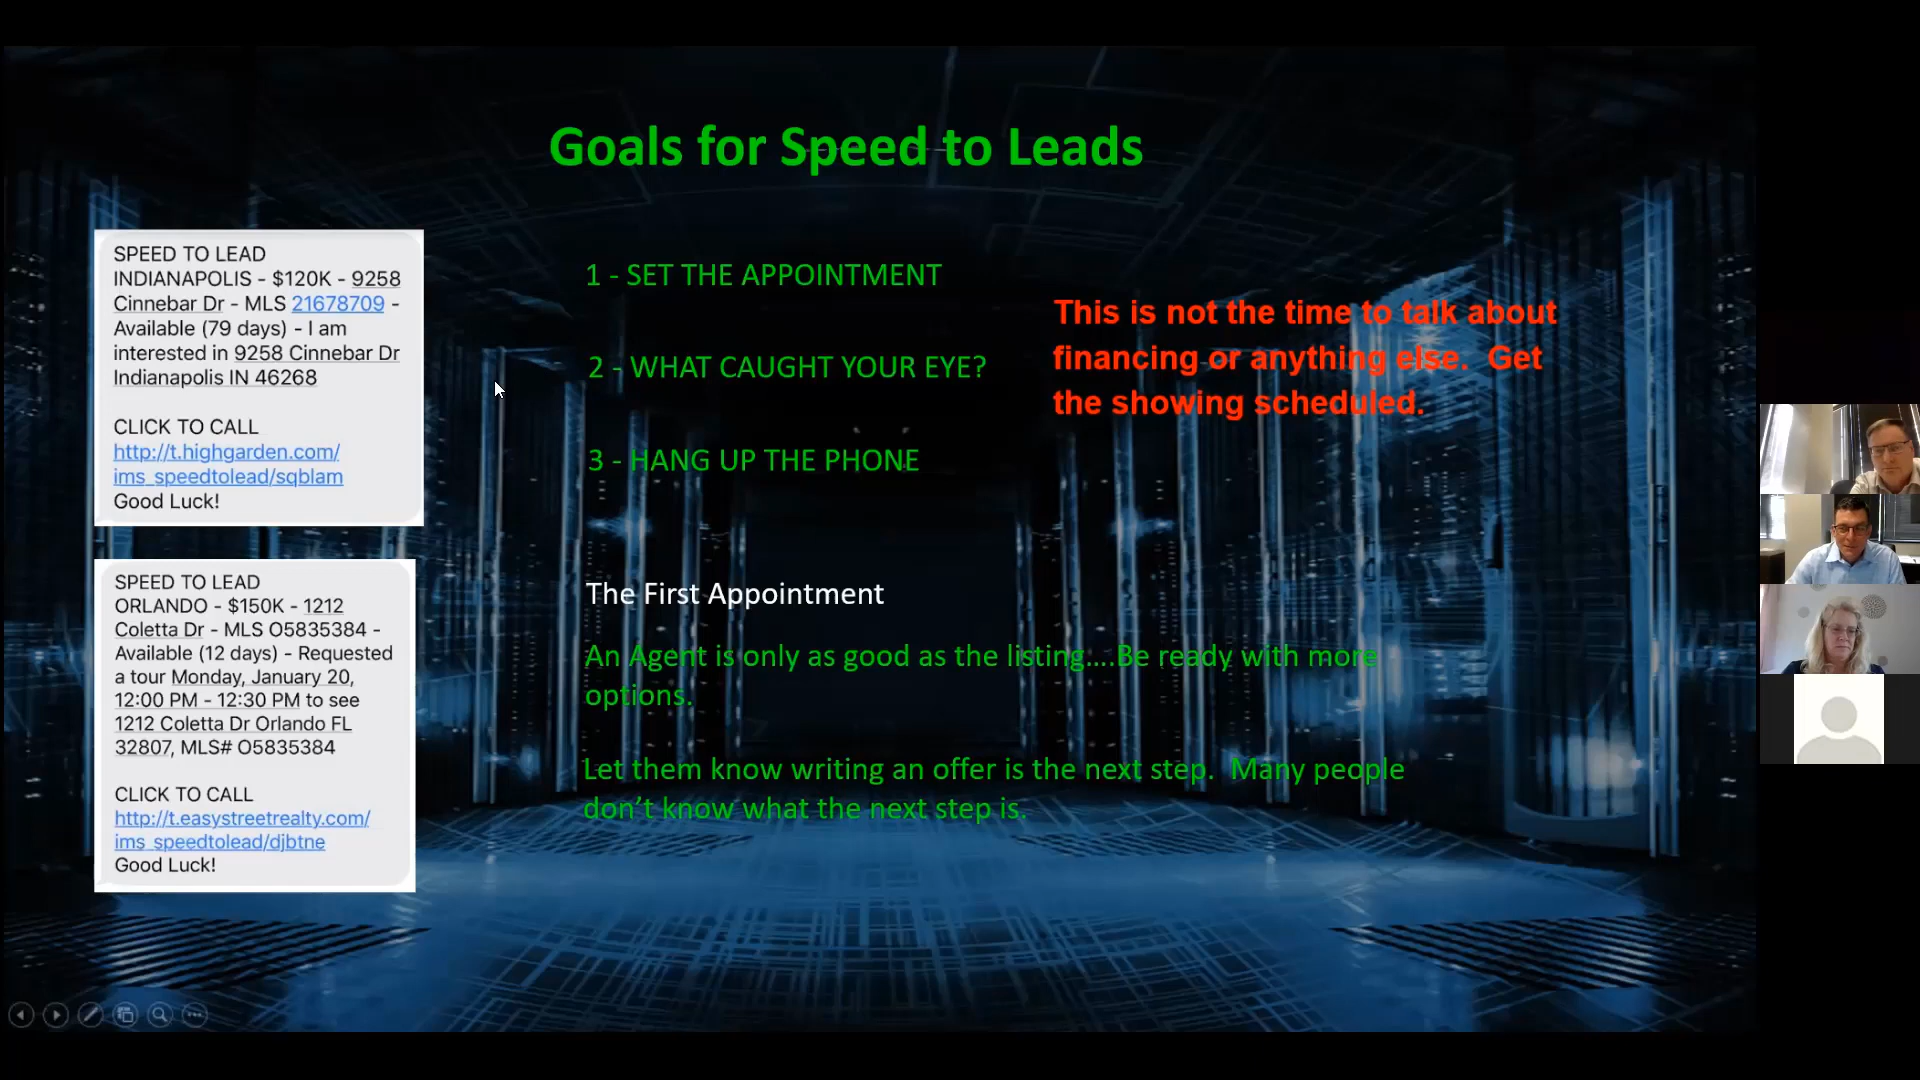 Goals for Speed to Leads
SPEED TO LEAD
INDIANAPOLIS - $120K - 9258
Cinnebar Dr - MLS 21678709 -
Available (79 days) - I am
interested in 9258 Cinnebar Dr
Indianapolis IN 46268
CLICK TO CALL
http://t.highgarden.com/
ims_speedtolead/sqblam
Good Luck!
SPEED TO LEAD
ORLANDO - $150K - 1212
Coletta Dr - MLS O5835384 -
Available (12 days) - Requested
a tour Monday, January 20,
12:00 PM - 12:30 PM to see
1212 Coletta Dr Orlando FL
32807, MLS# O5835384
CLICK TO CALL
http://t.easystreetrealty.com/
ims_speedtolead/djbtne
Good Luck!
1 - SET THE APPOINTMENT
2 - WHAT CAUGHT YOUR EYE?
3 - HANG UP THE PHONE
This is not the time to talk about
financing or anything else.  Get
the showing scheduled.
The First Appointment
An Agent is only as good as the listing....Be ready with more
options.
Let them know writing an offer is the next step.  Many people
don't know what the next step is.